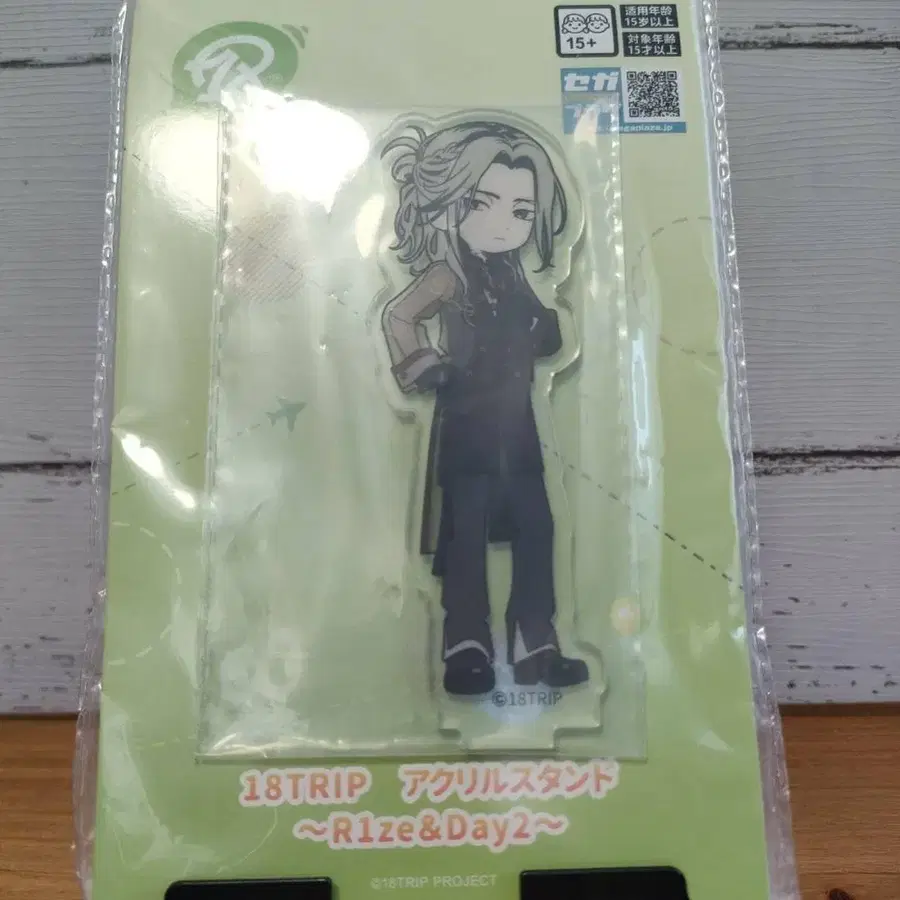 適用年齢
15岁以上
15+
対象年齢
15才以上
セガ
©18TRIP
18TRIP アクリルスタンド
～R1ze&Day2～
©18TRIP PROJECT